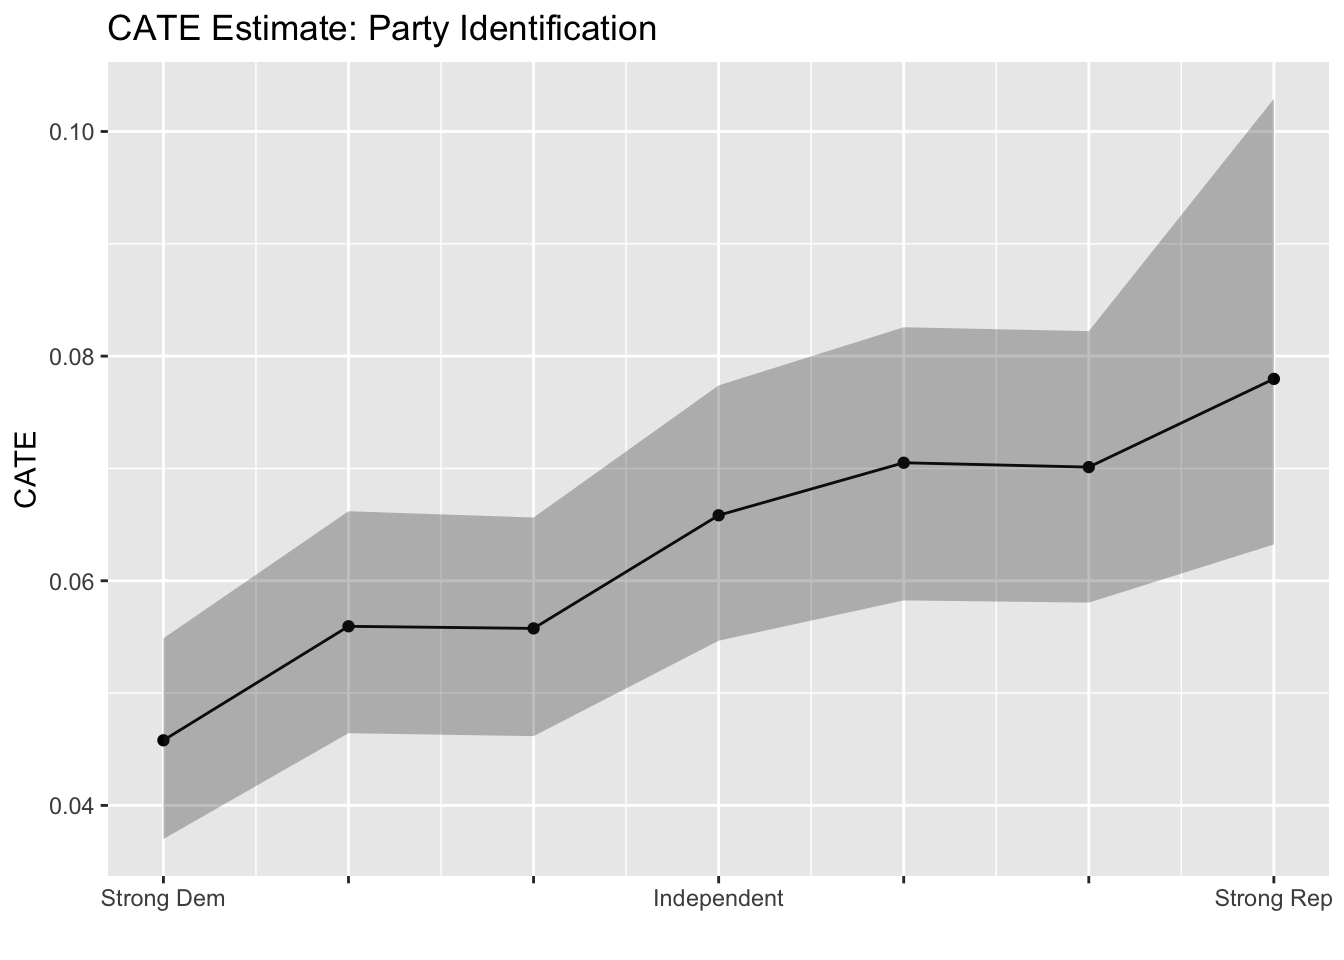 CATE Estimate: Party Identification
0.10
0.08
CATE
0.06
0.04
Strong Dem
Independent
Strong Rep